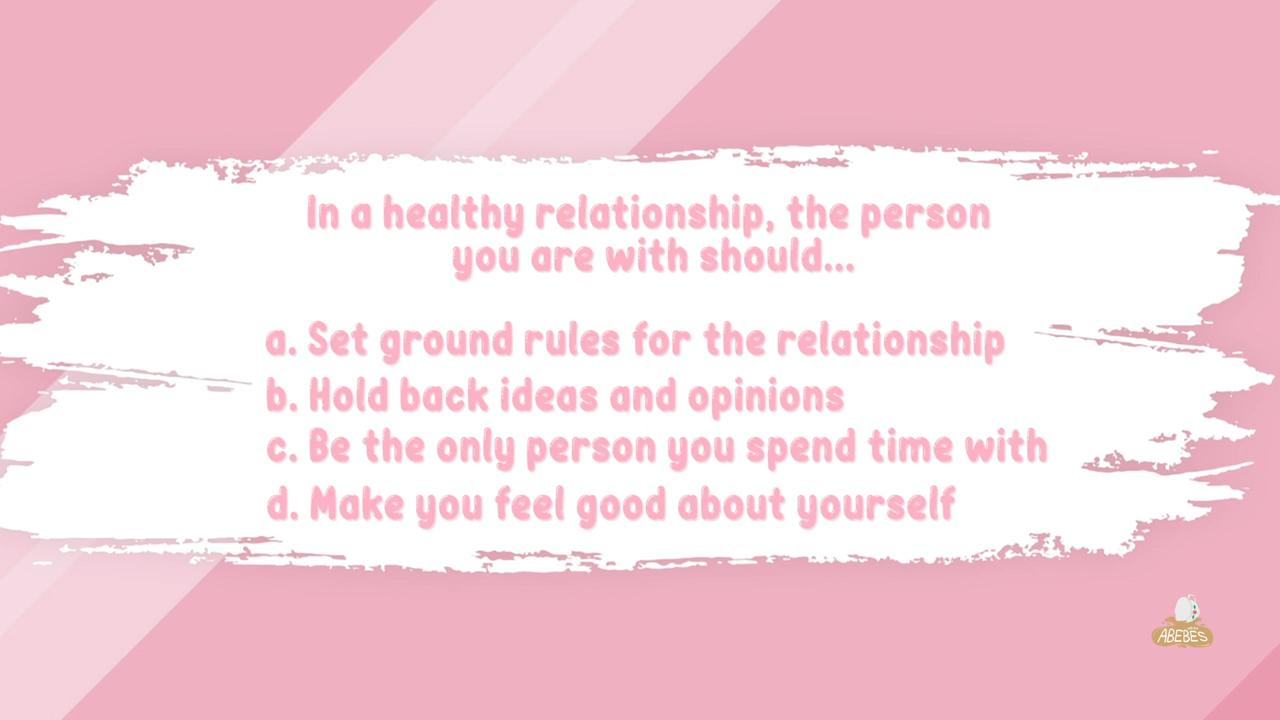 In a healthy relationship, the person
you are with should...
a. Set ground rules for the relationship
b. Hold back ideas and opinions
c. Be the only person you spend time with
d. Make you feel good about yourself
ABEBES